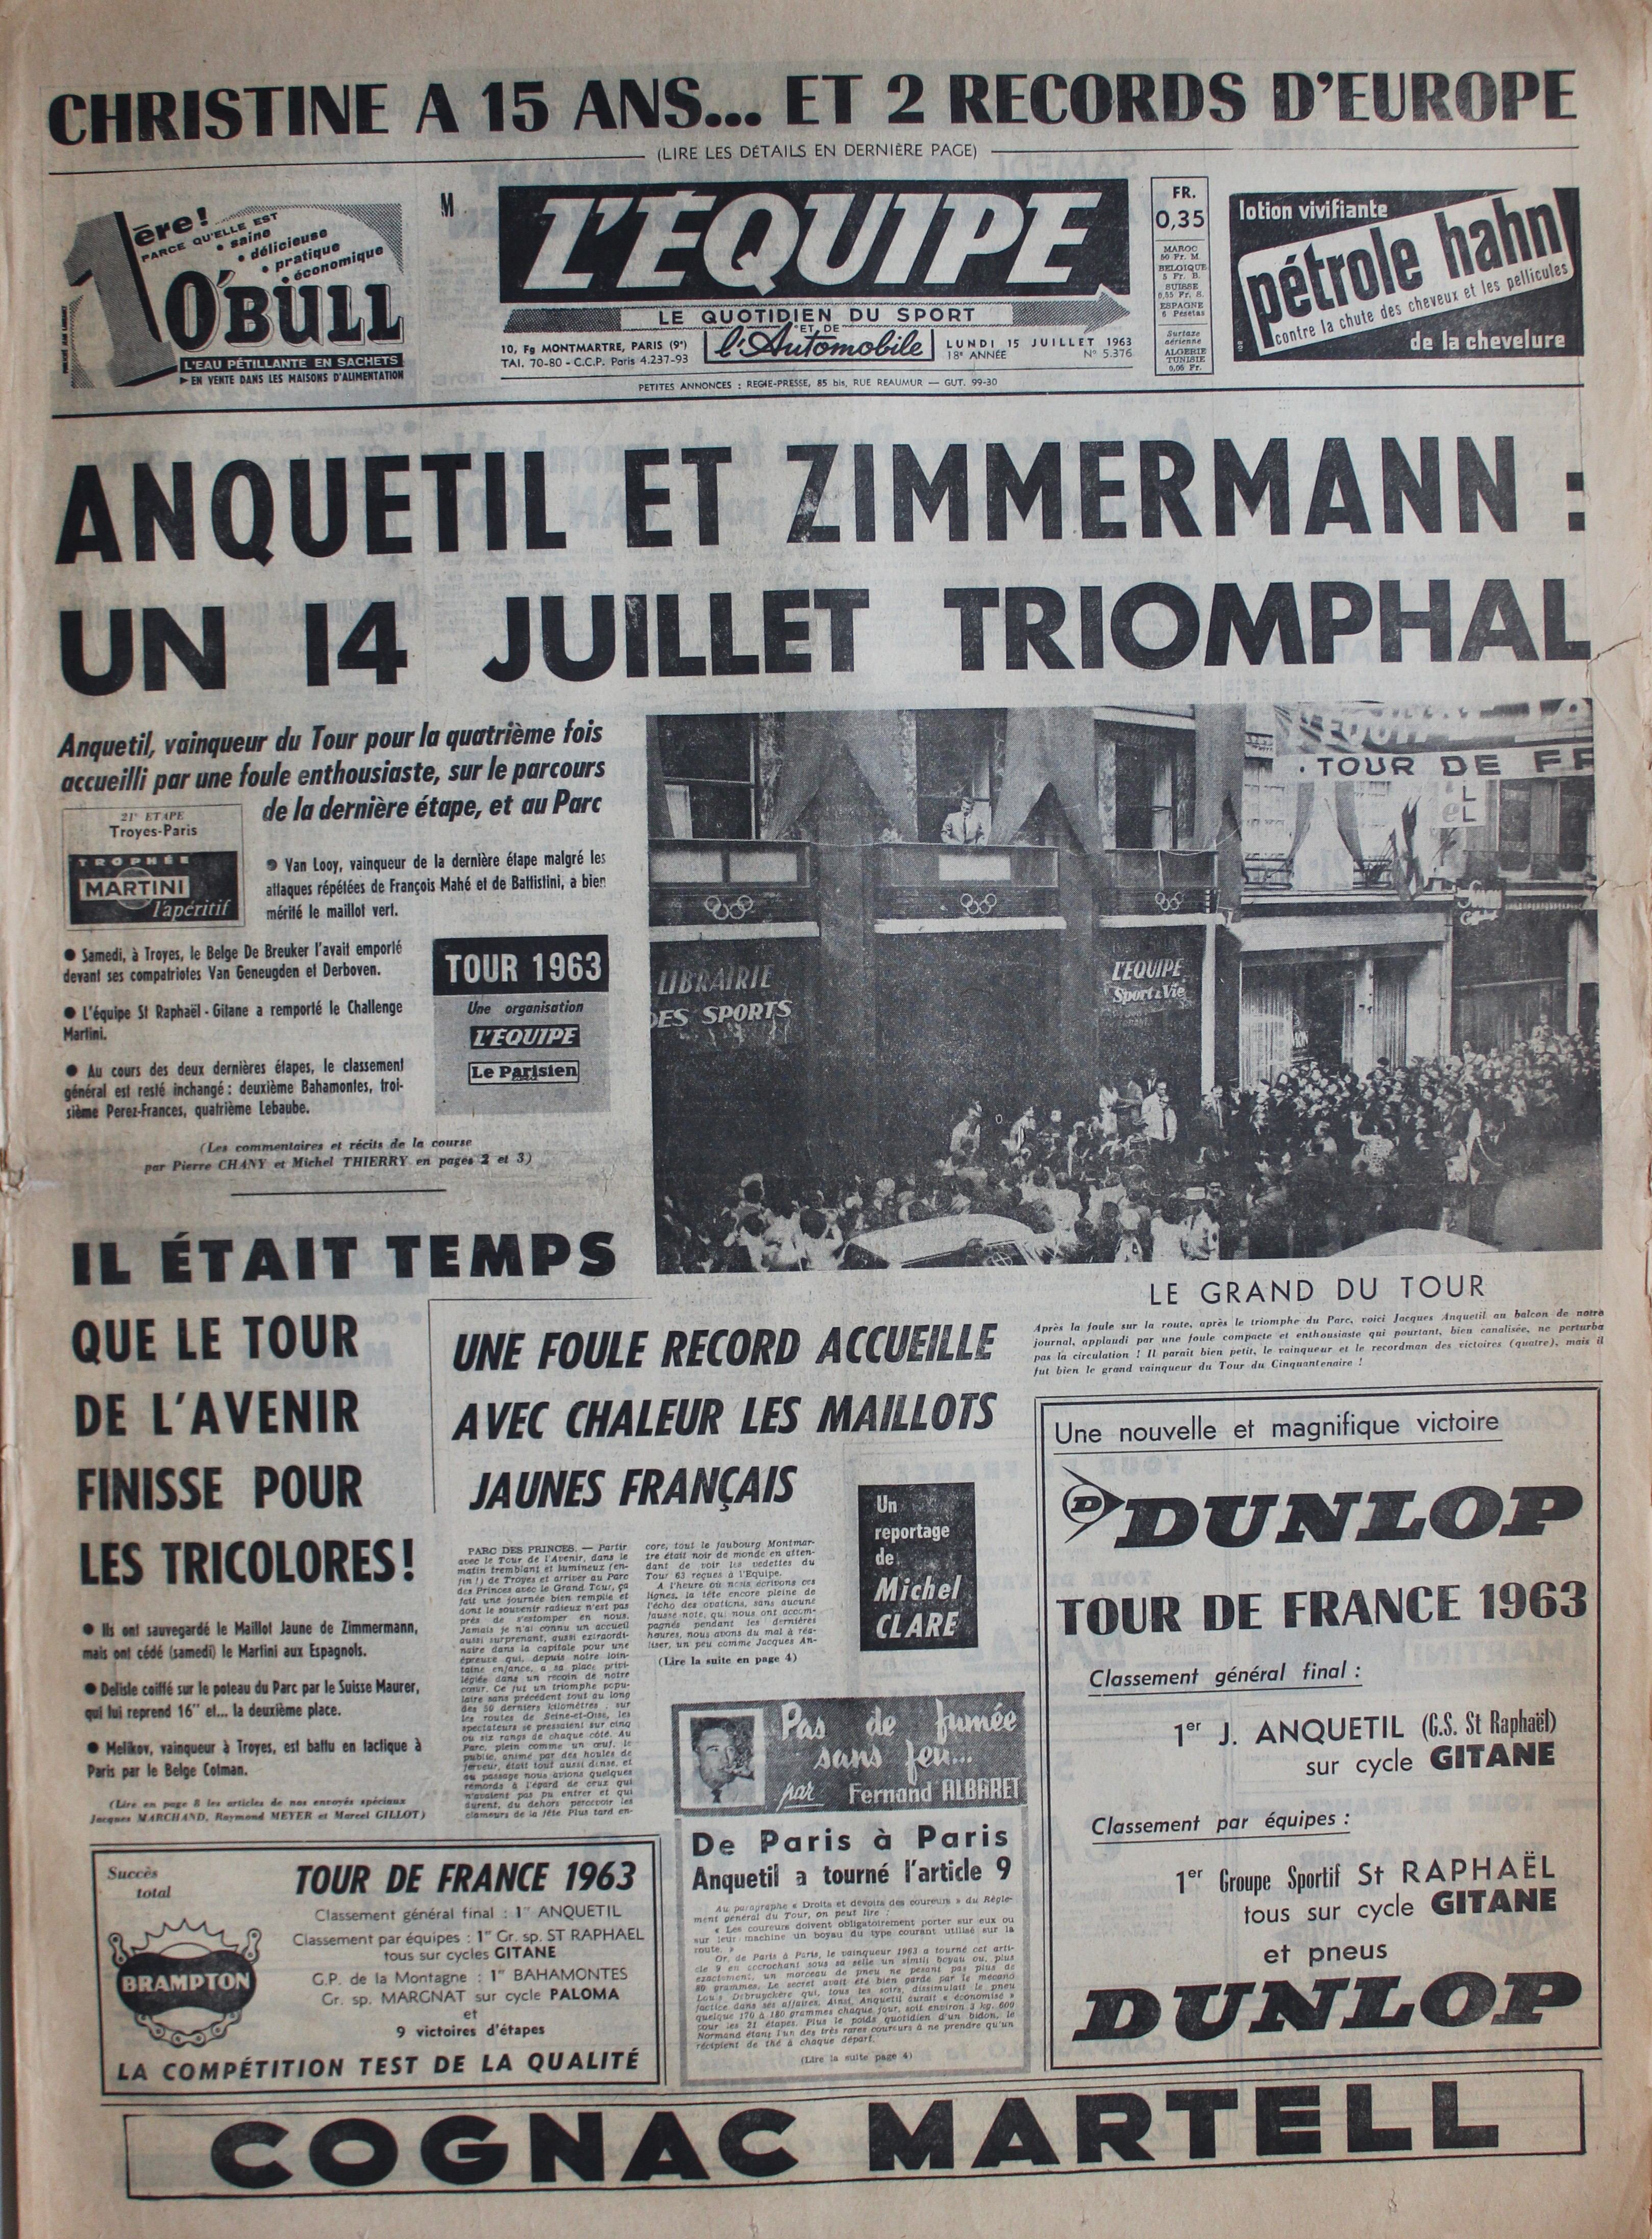 CHRISTINE A 15 ANS... ET 2 RECORDS D'EUROPE
(LIRE LES DÉTAILS EN DERNIÈRE PAGE)
1ère!
PARCE QU'ELLE EST
• saine
• délicieuse
• pratique
• économique
O'BÜLL
L'EAU PÉTILLANTE EN SACHETS
EN VENTE DANS LES MAISONS D'ALIMENTATION
M
L'ÉQUIPE
LE QUOTIDIEN DU SPORT
ET DE
l'Automobile
10, Fg MONTMARTRE, PARIS (9e)
TAI. 70-80 - C.C.P. Paris 4.237-93
LUNDI 15 JUILLET 1963
18e ANNÉE N° 5.376
PETITES ANNONCES : REGIE-PRESSE, 85 bis, RUE REAUMUR — GUT. 99-30
FR.
0,35
MAROC
50 Fr. M.
BELGIQUE
5 Fr. B.
SUISSE
0,55 Fr. S.
ESPAGNE
6 Pesetas
Surtaxe
aérienne
ALGERIE
TUNISIE
0,05 Fr.
lotion vivifiante
pétrole hahn
contre la chute des cheveux et les pellicules
de la chevelure
ANQUETIL ET ZIMMERMANN :
UN 14 JUILLET TRIOMPHAL
Anquetil, vainqueur du Tour pour la quatrième fois
accueilli par une foule enthousiaste, sur le parcours
de la dernière étape, et au Parc
21e ETAPE
Troyes-Paris
TROPHÉE
MARTINI
l'apéritif
● Van Looy, vainqueur de la dernière étape malgré les
attaques répétées de François Mahé et de Battistini, a bien
mérité le maillot vert.
● Samedi, à Troyes, le Belge De Breuker l'avait emporté
devant ses compatriotes Van Geneugden et Derboven.
● L'équipe St Raphaël - Gitane a remporté le Challenge
Martini.
● Au cours des deux dernières étapes, le classement
général est resté inchangé : deuxième Bahamontes, troi-
sième Perez-Frances, quatrième Lebaube.
TOUR 1963
Une organisation
L'EQUIPE
Le Parisien
(Les commentaires et récits de la course
par Pierre CHANY et Michel THIERRY en pages 2 et 3)
L'EQUIPE
TOUR DE FR
LIBRAIRIE
DES SPORTS
L'EQUIPE
Sport & Vie
LE GRAND DU TOUR
Après la foule sur la route, après le triomphe du Parc, voici Jacques Anquetil au balcon de notre
journal, applaudi par une foule compacte et enthousiaste qui pourtant, bien canalisée, ne perturba
pas la circulation ! Il paraît bien petit, le vainqueur et le recordman des victoires (quatre), mais il
fut bien le grand vainqueur du Tour du Cinquantenaire !
IL ÉTAIT TEMPS
QUE LE TOUR
DE L'AVENIR
FINISSE POUR
LES TRICOLORES !
● Ils ont sauvegardé le Maillot Jaune de Zimmermann,
mais ont cédé (samedi) le Martini aux Espagnols.
● Delisle coiffé sur le poteau du Parc par le Suisse Maurer,
qui lui reprend 16" et... la deuxième place.
● Melikov, vainqueur à Troyes, est battu en tactique à
Paris par le Belge Colman.
(Lire en page 8 les articles de nos envoyés spéciaux
Jacques MARCHAND, Raymond MEYER et Marcel GILLOT)
UNE FOULE RECORD ACCUEILLE
AVEC CHALEUR LES MAILLOTS
JAUNES FRANÇAIS
Un
reportage
de
Michel
CLARE
PARC DES PRINCES. — Partir
avec le Tour de l'Avenir, dans le
matin tremblant et lumineux (en-
fin !) de Troyes et arriver au Parc
des Princes avec le Grand Tour, ça
fait une journée bien remplie et
dont le souvenir radieux n'est pas
près de s'estomper en nous.
Jamais je n'ai connu un accueil
aussi surprenant, aussi extraordi-
naire dans la capitale pour une
épreuve qui, depuis notre loin-
taine enfance, a sa place privi-
légiée dans un recoin de notre
cœur. Ce fut un triomphe popu-
laire sans précédent tout au long
des 50 derniers kilomètres, sur
les routes de Seine-et-Oise, les
spectateurs se pressaient sur cinq
ou six rangs de chaque côté. Au
Parc, plein comme un œuf, le
public, animé par des houles de
ferveur, était tout aussi dense, et
au passage nous avions quelques
remords à l'égard de ceux qui
n'avaient pas pu entrer et qui
durent, du dehors percevoir les
clameurs de la fête. Plus tard en-
core, tout le faubourg Montmar-
tre était noir de monde en atten-
dant de voir les vedettes du
Tour 63 reçues à l'Equipe.
A l'heure où nous écrivons ces
lignes, la tête encore pleine de
l'écho des ovations, sans aucune
fausse note, qui nous ont accom-
pagnés pendant les dernières
heures, nous avons du mal à réa-
liser, un peu comme Jacques An-
(Lire la suite en page 4)
Pas de fumée
sans feu...
par Fernand ALBARET
De Paris à Paris
Anquetil a tourné l'article 9
Au paragraphe « Droits et devoirs des coureurs » du Règle-
ment général du Tour, on peut lire :
« Les coureurs doivent obligatoirement porter sur eux ou
sur leur machine un boyau du type courant utilisé sur la
route. »
Or, de Paris à Paris, le vainqueur 1963 a tourné cet arti-
cle 9 en accrochant sous sa selle un simili boyau ou, plus
exactement, un morceau de pneu ne pesant pas plus de
80 grammes. Le secret avait été bien gardé par le mécano
Louis Debruyckère qui, tous les soirs, dissimulait le pneu
factice dans ses affaires. Ainsi, Anquetil aurait « économisé »
quelque 170 à 180 grammes chaque jour, soit environ 3 kg. 600
pour les 21 étapes. Plus le poids quotidien d'un bidon, le
Normand étant l'un des très rares coureurs à ne prendre qu'un
récipient de thé à chaque départ.
(Lire la suite page 4)
Une nouvelle et magnifique victoire
D DUNLOP
TOUR DE FRANCE 1963
Classement général final :
1er J. ANQUETIL (G.S. St Raphaël)
sur cycle GITANE
Classement par équipes :
1er Groupe Sportif St RAPHAËL
tous sur cycle GITANE
et pneus
DUNLOP
Succès
total
BRAMPTON
TOUR DE FRANCE 1963
Classement général final : 1er ANQUETIL
Classement par équipes : 1er Gr. sp. ST RAPHAEL
tous sur cycles GITANE
G.P. de la Montagne : 1er BAHAMONTES
Gr. sp. MARGNAT sur cycle PALOMA
et
9 victoires d'étapes
LA COMPÉTITION TEST DE LA QUALITÉ
COGNAC MARTELL